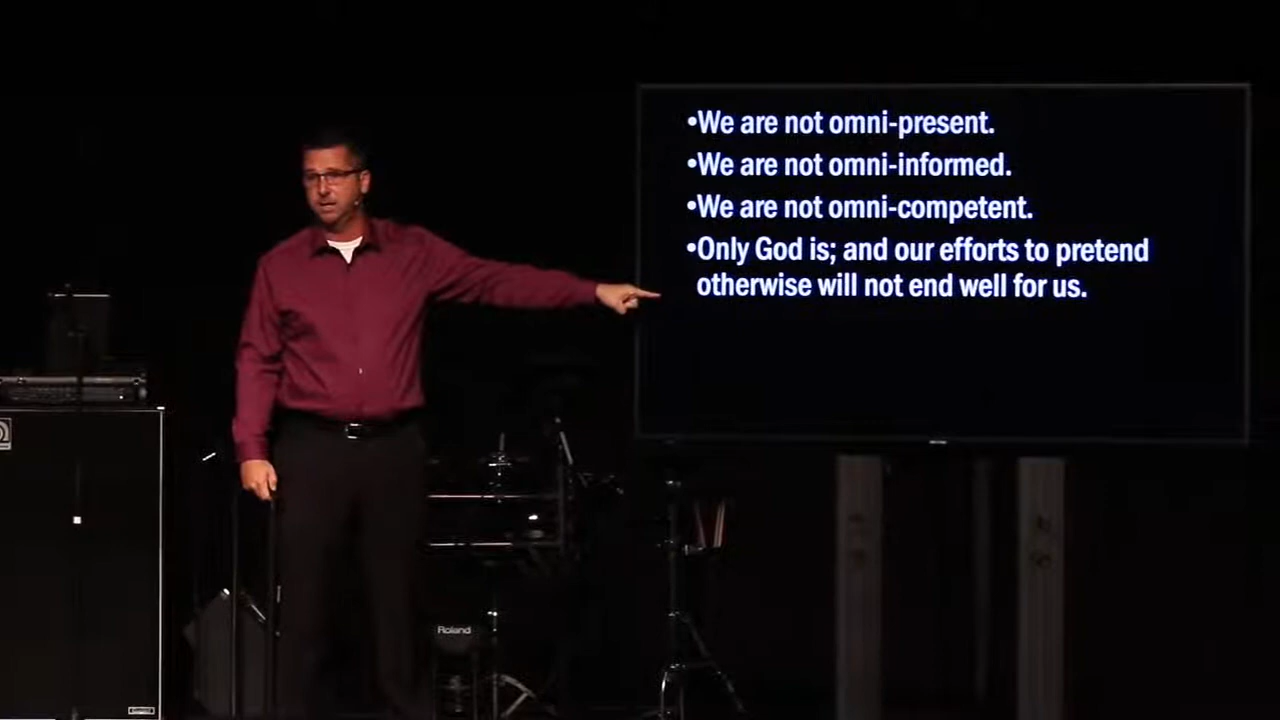 •We are not omni-present.
•We are not omni-informed.
•We are not omni-competent.
•Only God is; and our efforts to pretend
otherwise will not end well for us.
Roland